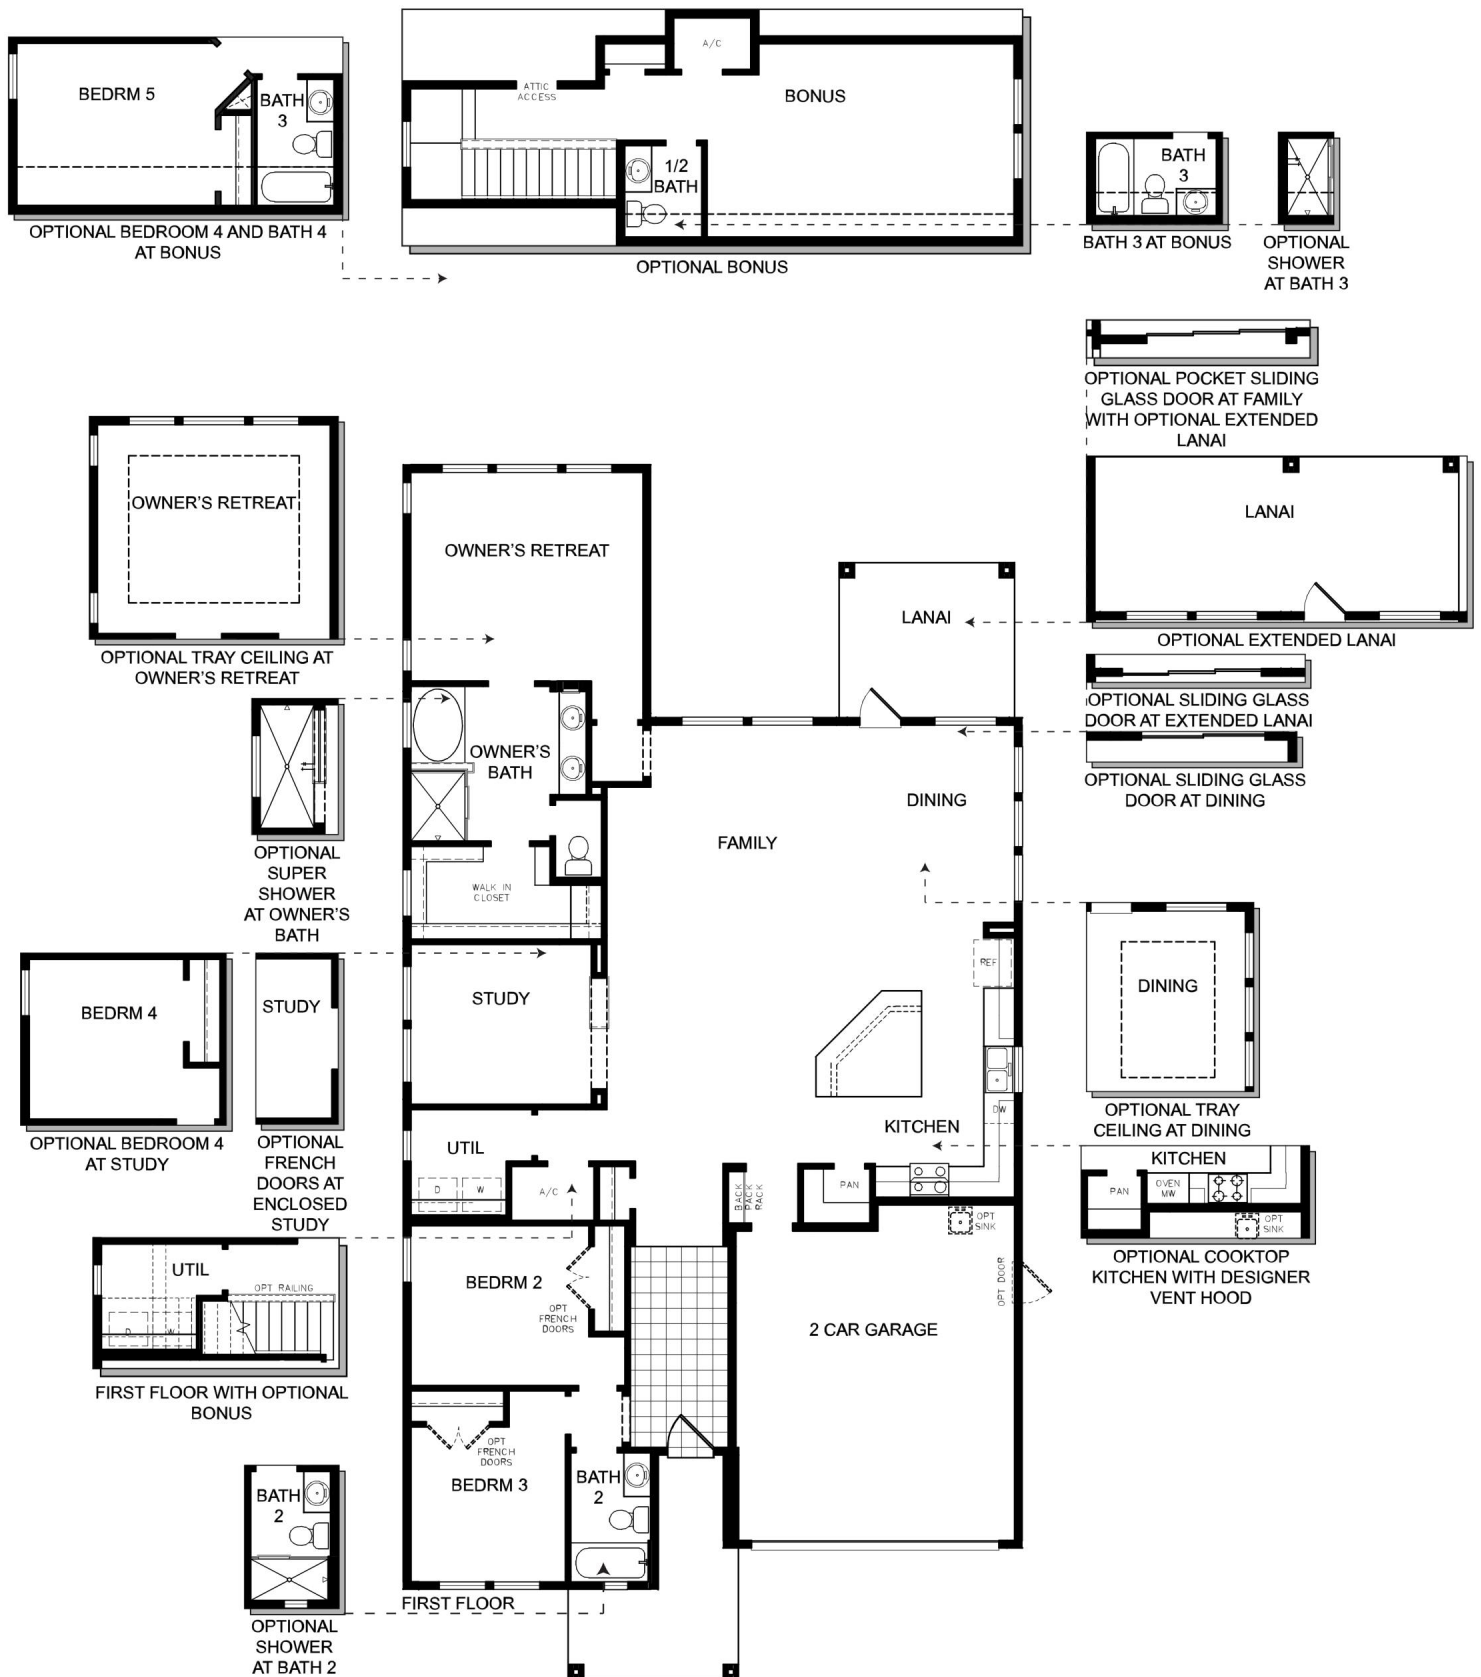 BEDRM 5
BATH
3
OPTIONAL BEDROOM 4 AND BATH 4
AT BONUS
A/C
ATTIC
ACCESS
BONUS
1/2
BATH
OPTIONAL BONUS
BATH
3
BATH 3 AT BONUS
OPTIONAL
SHOWER
AT BATH 3
OPTIONAL POCKET SLIDING
GLASS DOOR AT FAMILY
WITH OPTIONAL EXTENDED
LANAI
OWNER'S RETREAT
OPTIONAL TRAY CEILING AT
OWNER'S RETREAT
OWNER'S RETREAT
LANAI
LANAI
OPTIONAL EXTENDED LANAI
OPTIONAL SLIDING GLASS
DOOR AT EXTENDED LANAI
OPTIONAL SLIDING GLASS
DOOR AT DINING
OPTIONAL
SUPER
SHOWER
AT OWNER'S
BATH
OWNER'S
BATH
WALK IN
CLOSET
FAMILY
DINING
DINING
OPTIONAL TRAY
CEILING AT DINING
BEDRM 4
OPTIONAL BEDROOM 4
AT STUDY
STUDY
OPTIONAL
FRENCH
DOORS AT
ENCLOSED
STUDY
STUDY
REF
DW
KITCHEN
UTIL
D
W
A/C
BACK
PACK
RACK
PAN
OPT
SINK
KITCHEN
PAN
OVEN
MW
OPT
SINK
OPTIONAL COOKTOP
KITCHEN WITH DESIGNER
VENT HOOD
UTIL
OPT RAILING
D
W
FIRST FLOOR WITH OPTIONAL
BONUS
BEDRM 2
OPT
FRENCH
DOORS
OPT DOOR
2 CAR GARAGE
OPT
FRENCH
DOORS
BEDRM 3
BATH
2
FIRST FLOOR
BATH
2
OPTIONAL
SHOWER
AT BATH 2